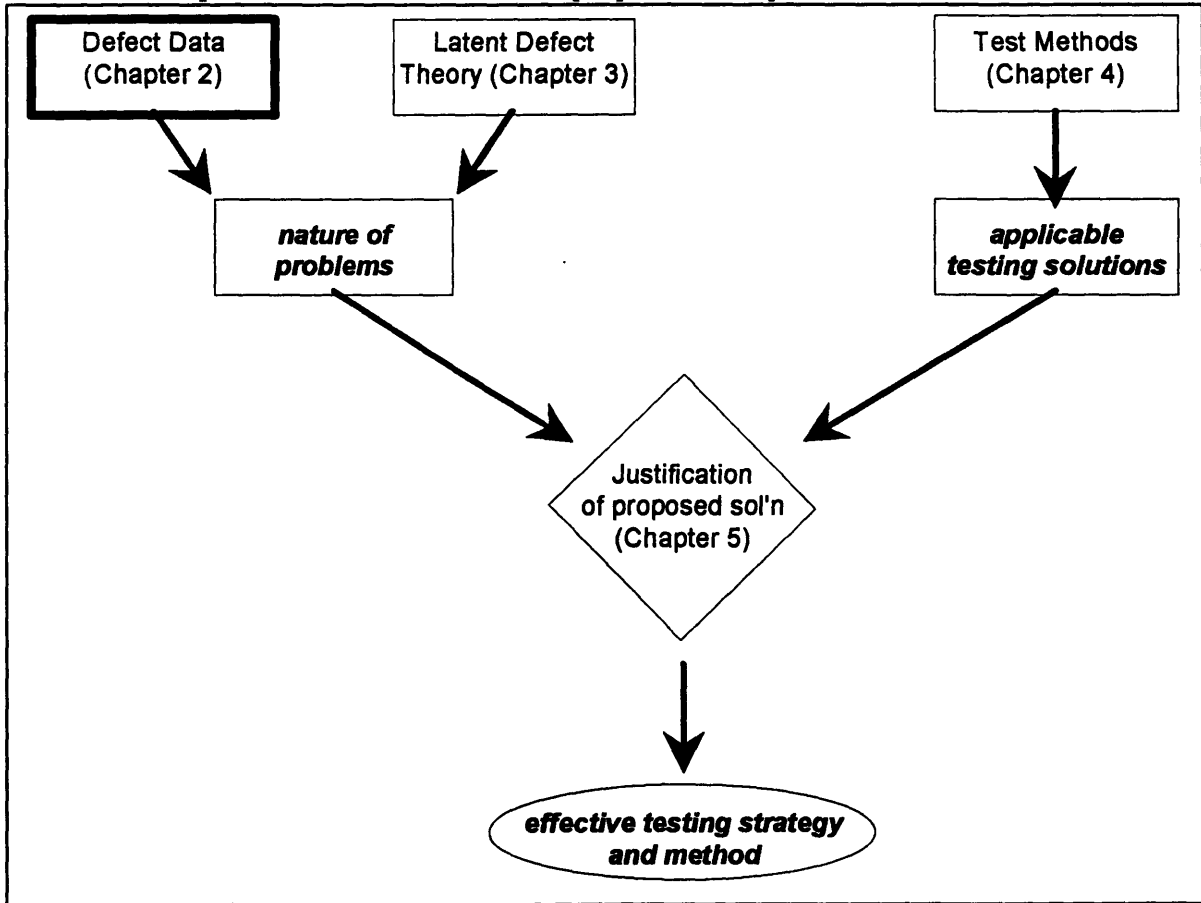 Defect Data
(Chapter 2)
Latent Defect
Theory (Chapter 3)
Test Methods
(Chapter 4)
nature of
problems
applicable
testing solutions
Justification
of proposed sol'n
(Chapter 5)
effective testing strategy
and method